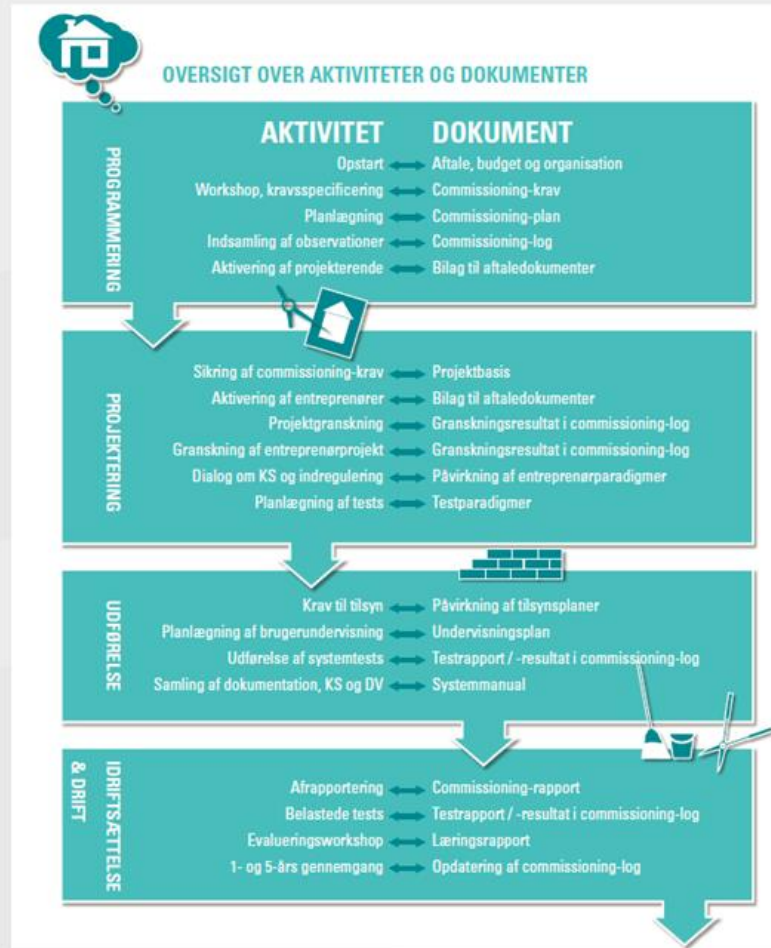 OVERSIGT OVER AKTIVITETER OG DOKUMENTER
PROGRAMMERING
AKTIVITET DOKUMENT
Opstart Aftale, budget og organisation
Workshop, kravsspecificering Commissioning-krav
Planlægning Commissioning-plan
Indsamling af observationer Commissioning-log
Aktivering af projekterende Bilag til aftaledokumenter
PROJEKTERING
Sikring af commissioning-krav Projektbasis
Aktivering af entreprenører Bilag til aftaledokumenter
Projektgranskning Granskningsresultat i commissioning-log
Granskning af entreprenørprojekt Granskningsresultat i commissioning-log
Dialog om KS og indregulering Påvirkning af entreprenørparadigmer
Planlægning af tests Testparadigmer
UDFØRELSE
Krav til tilsyn Påvirkning af tilsynsplaner
Planlægning af brugerundervisning Undervisningsplan
Udførelse af systemtests Testrapport / -resultat i commissioning-log
Samling af dokumentation, KS og DV Systemmanual
IDRIFTSÆTTELSE
& DRIFT
Afrapportering Commissioning-rapport
Belastede tests Testrapport / -resultat i commissioning-log
Evalueringsworkshop Læringsrapport
1- og 5-års gennemgang Opdatering af commissioning-log